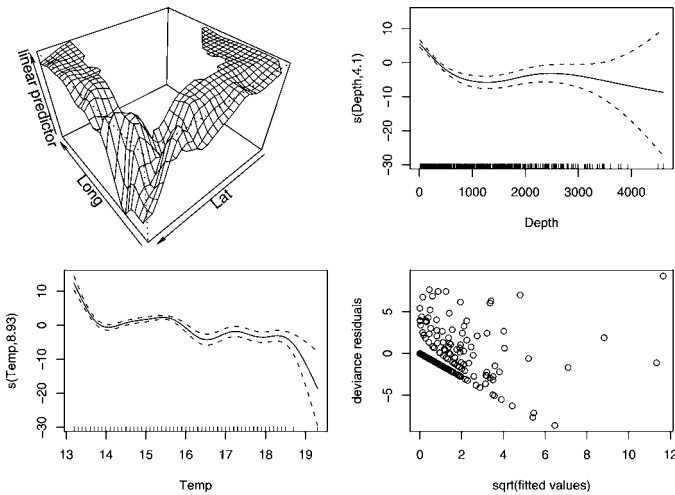 linear predictor
Long
Lat
s(Depth,4.1)
10
0
-10
-20
-30
0 1000 2000 3000 4000
Depth
s(Temp,8.93)
10
0
-10
-20
-30
13 14 15 16 17 18 19
Temp
deviance residuals
5
0
-5
0 2 4 6 8 10 12
sqrt(fitted values)